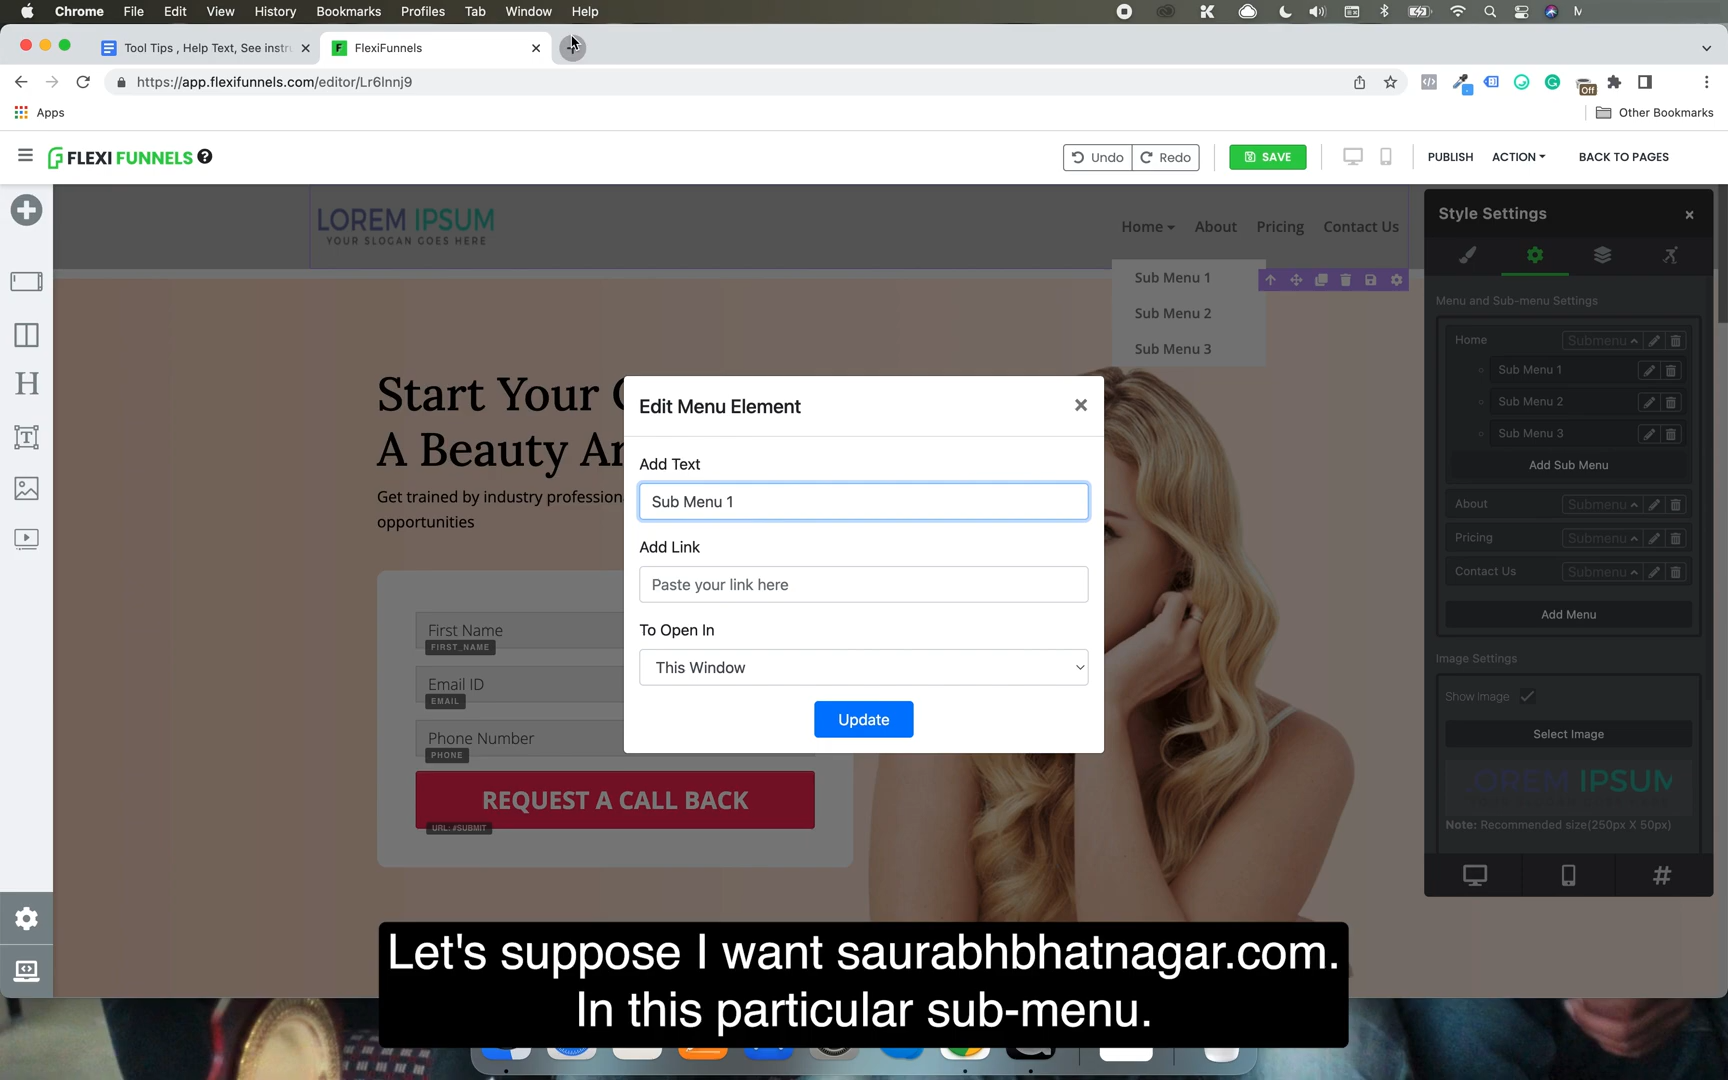 Chrome File Edit View History Bookmarks Profiles Tab Window Help
Tool Tips , Help Text, See instru
FlexiFunnels
https://app.flexifunnels.com/editor/Lr6lnnj9
Off
Apps
Other Bookmarks
FLEXI FUNNELS
Undo
Redo
SAVE
PUBLISH
ACTION
BACK TO PAGES
LOREM IPSUM
YOUR SLOGAN GOES HERE
Home About Pricing Contact Us
Sub Menu 1
Sub Menu 2
Sub Menu 3
Start Your
A Beauty
Get trained by industry profession
opportunities
First Name
FIRST_NAME
Email ID
EMAIL
Phone Number
PHONE
REQUEST A CALL BACK
URL: #SUBMIT
Edit Menu Element
Add Text
Sub Menu 1
Add Link
Paste your link here
To Open In
This Window
Update
Style Settings
Menu and Sub-menu Settings
Home Submenu
Sub Menu 1
Sub Menu 2
Sub Menu 3
Add Sub Menu
About Submenu
Pricing Submenu
Contact Us Submenu
Add Menu
Image Settings
Show image
Select Image
LOREM IPSUM
Note: Recommended size(250px X 50px)
Let's suppose I want saurabhbhatnagar.com.
In this particular sub-menu.